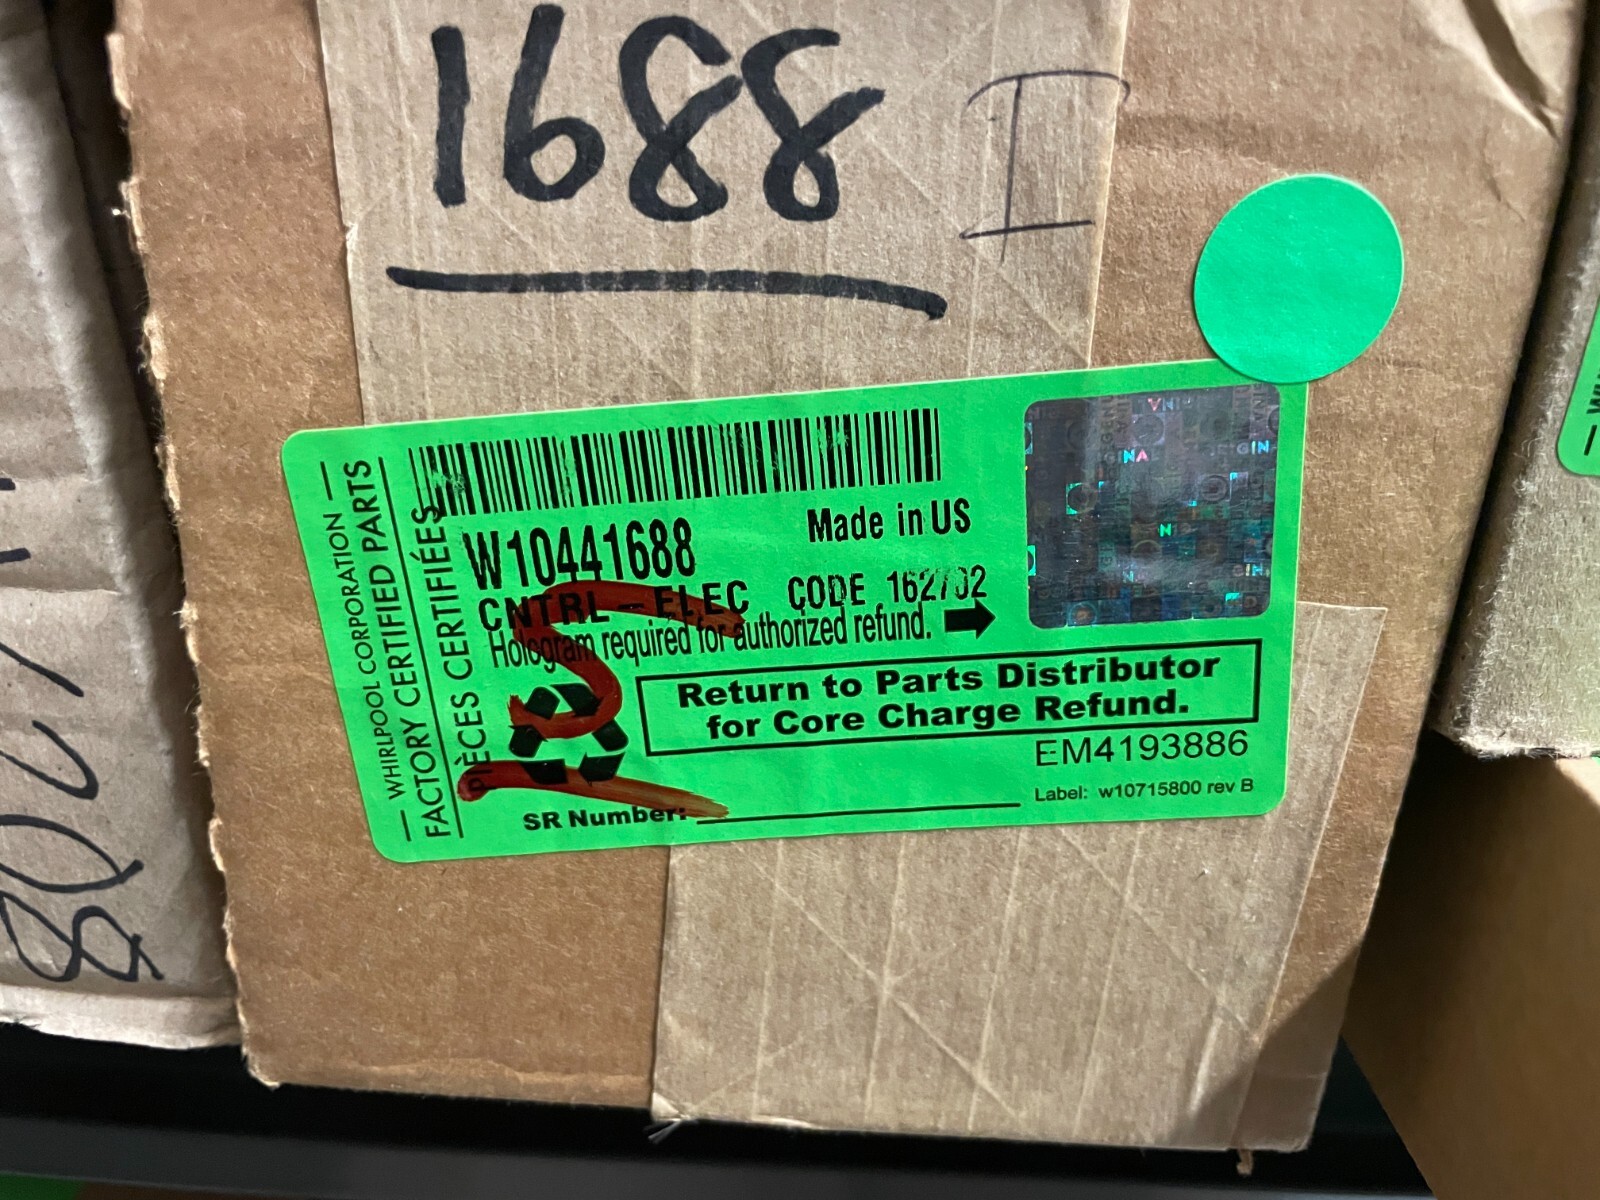 1688 I
WHIRLPOOL CORPORATION
FACTORY CERTIFIED PARTS
PIÈCES CERTIFIÉES
W10441688
Made in US
CNTRL - ELEC CODE 162702
Hologram required for authorized refund.
Return to Parts Distributor
for Core Charge Refund.
EM4193886
SR Number:
Label: w10715800 rev B